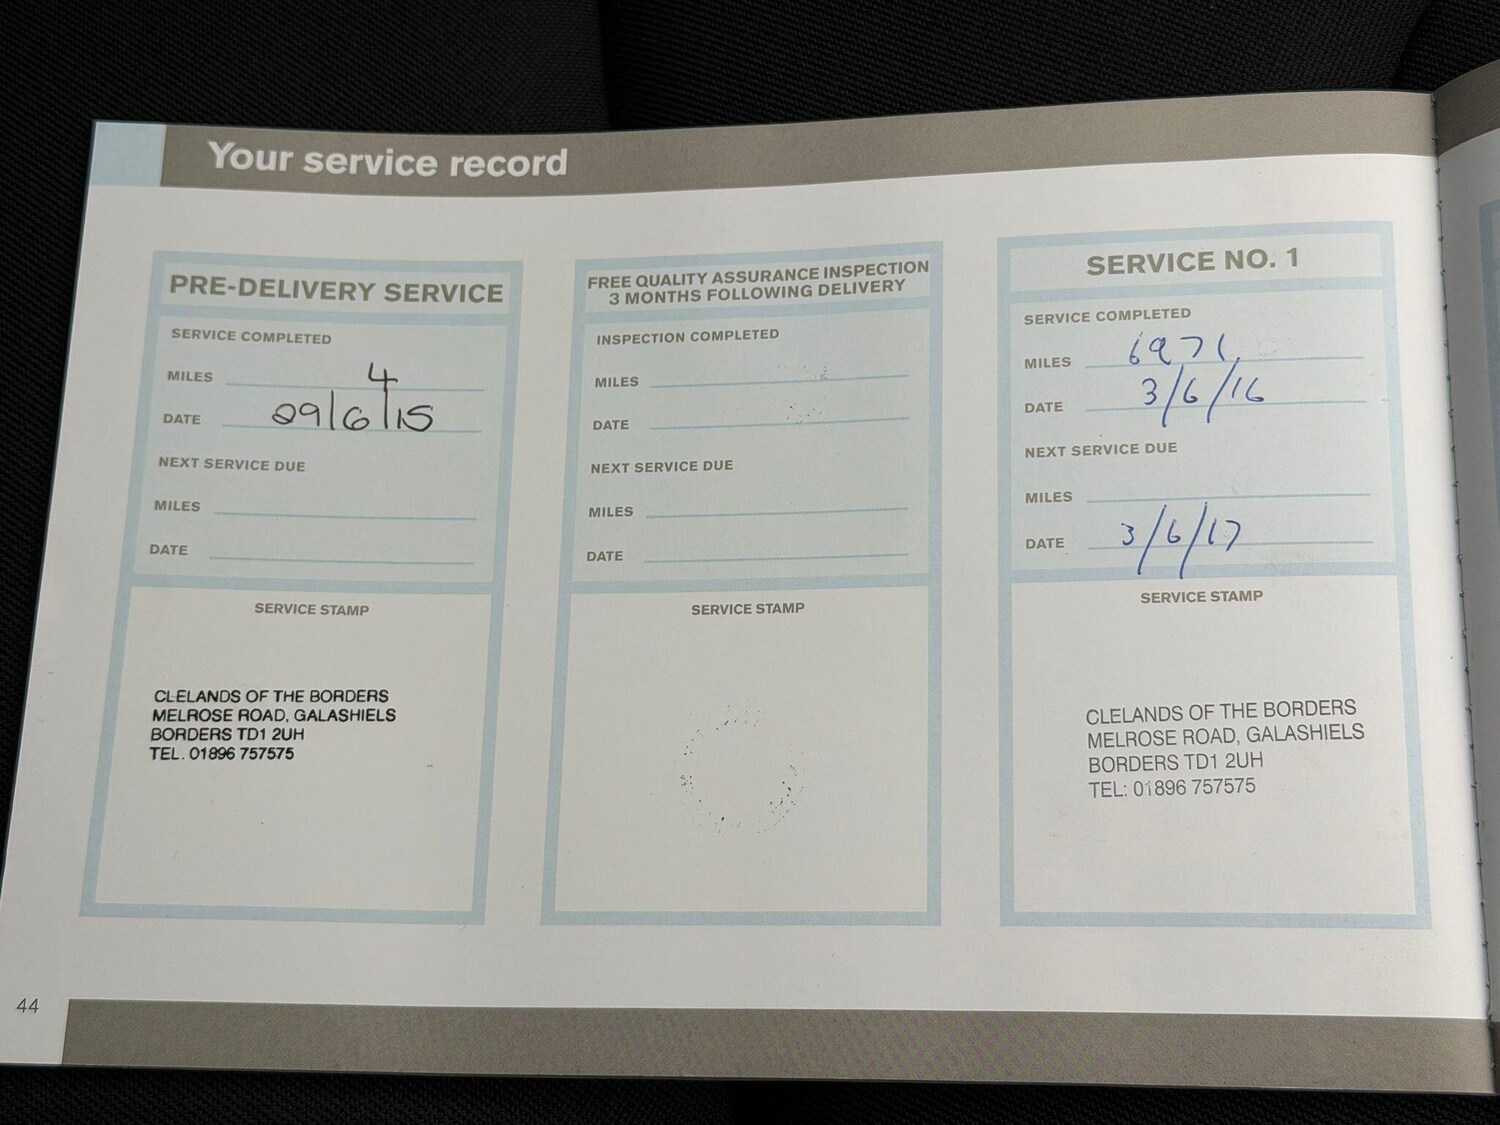 Your service record
PRE-DELIVERY SERVICE
SERVICE COMPLETED
MILES 4
DATE 29/6/15
NEXT SERVICE DUE
MILES
DATE
SERVICE STAMP
CLELANDS OF THE BORDERS
MELROSE ROAD, GALASHIELS
BORDERS TD1 2UH
TEL. 01896 757575
FREE QUALITY ASSURANCE INSPECTION
3 MONTHS FOLLOWING DELIVERY
INSPECTION COMPLETED
MILES
DATE
NEXT SERVICE DUE
MILES
DATE
SERVICE STAMP
SERVICE NO. 1
SERVICE COMPLETED
MILES 6971
DATE 3/6/16
NEXT SERVICE DUE
MILES
DATE 3/6/17
SERVICE STAMP
CLELANDS OF THE BORDERS
MELROSE ROAD, GALASHIELS
BORDERS TD1 2UH
TEL: 01896 757575
44